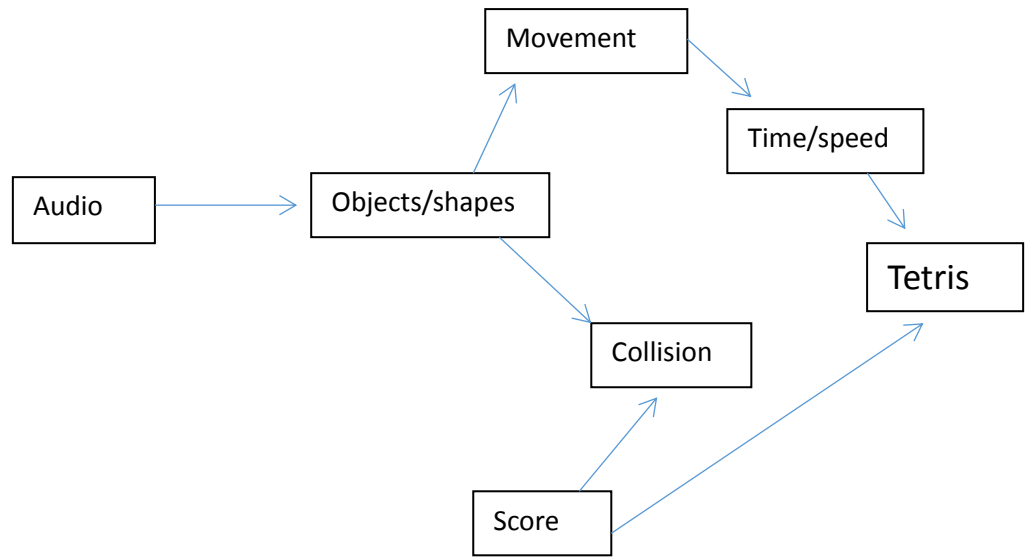 Movement
Time/speed
Audio
Objects/shapes
Tetris
Collision
Score